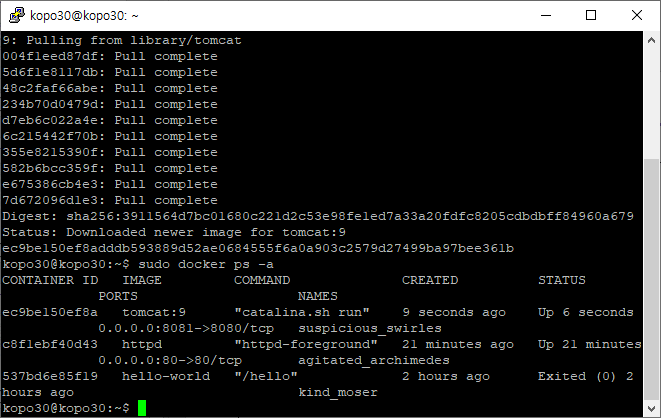 kopo30@kopo30: ~
9: Pulling from library/tomcat
004f1eed87df: Pull complete
5d6f1e8117db: Pull complete
48c2faf66abe: Pull complete
234b70d0479d: Pull complete
d7eb6c022a4e: Pull complete
6c215442f70b: Pull complete
355e8215390f: Pull complete
582b6bcc359f: Pull complete
e675386cb4e3: Pull complete
7d672096d1e3: Pull complete
Digest: sha256:3911564d7bc01680c221d2c53e98fe1ed7a33a20fdfc8205cdbdbff84960a679
Status: Downloaded newer image for tomcat:9
ec9be150ef8adddb593889d52ae0684555f6a0a903c2579d27499ba97bee361b
kopo30@kopo30:~$ sudo docker ps -a
CONTAINER ID   IMAGE         COMMAND              CREATED          STATUS
            PORTS                    NAMES
ec9be150ef8a   tomcat:9      "catalina.sh run"    9 seconds ago    Up 6 seconds
            0.0.0.0:8081->8080/tcp   suspicious_swirles
c8f1ebf40d43   httpd         "httpd-foreground"   21 minutes ago   Up 21 minutes
            0.0.0.0:80->80/tcp       agitated_archimedes
537bd6e85f19   hello-world   "/hello"             2 hours ago      Exited (0) 2
hours ago                            kind_moser
kopo30@kopo30:~$